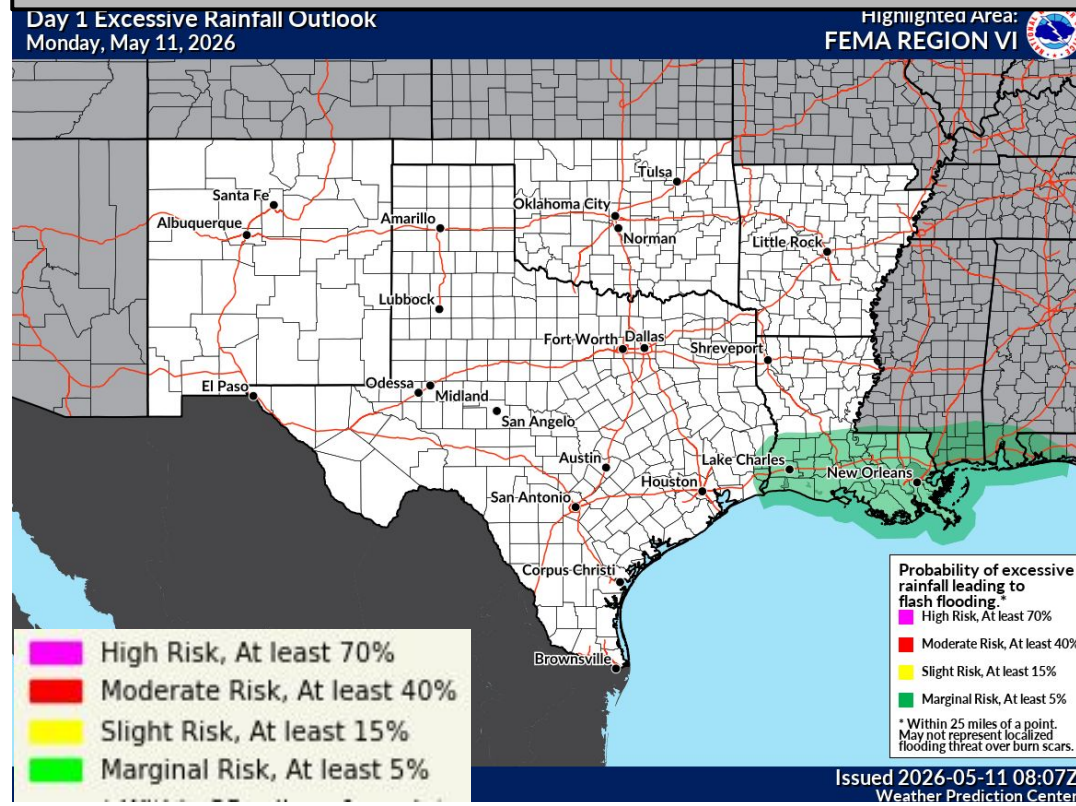 Day 1 Excessive Rainfall Outlook
Monday, May 11, 2026
Highlighted Area:
FEMA REGION VI
Tulsa
Santa Fe
Oklahoma City
Albuquerque
Amarillo
Norman
Little Rock
Lubbock
Fort Worth
Dallas
Shreveport
El Paso
Odessa
Midland
San Angelo
Austin
Lake Charles
New Orleans
Houston
San Antonio
Corpus Christi
Brownsville
Probability of excessive
rainfall leading to
flash flooding.*
High Risk, At least 70%
Moderate Risk, At least 40%
Slight Risk, At least 15%
Marginal Risk, At least 5%
* Within 25 miles of a point.
May not represent localized
flooding threat over burn scars.
High Risk, At least 70%
Moderate Risk, At least 40%
Slight Risk, At least 15%
Marginal Risk, At least 5%
Issued 2026-05-11 08:07Z
Weather Prediction Center